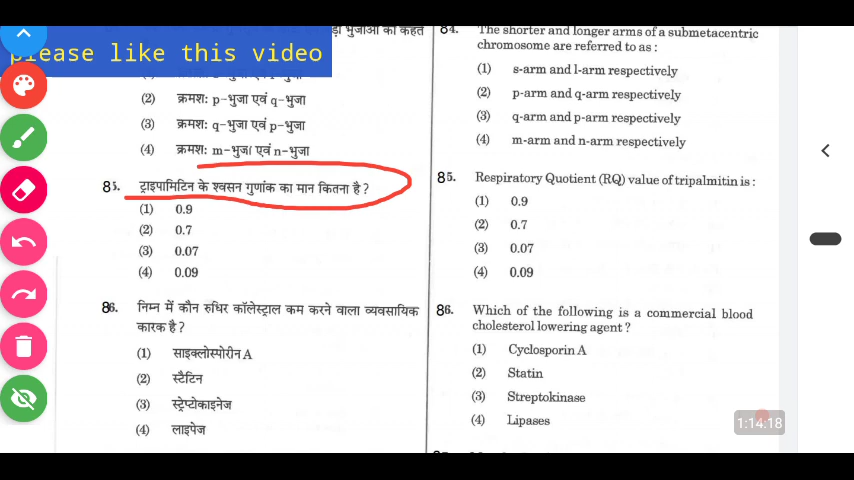 please like this video
भुजाओं को कहते
(2) क्रमशः p-भुजा एवं q-भुजा
(3) क्रमशः q-भुजा एवं p-भुजा
(4) क्रमशः m-भुजा एवं n-भुजा
85. ट्राइपामिटिन के श्वसन गुणांक का मान कितना है ?
(1) 0.9
(2) 0.7
(3) 0.07
(4) 0.09
86. निम्न में कौन रुधिर कॉलेस्ट्राल कम करने वाला व्यवसायिक
कारक है ?
(1) साइक्लोस्पोरीन A
(2) स्टैटिन
(3) स्ट्रेप्टोकाइनेज
(4) लाइपेज
84. The shorter and longer arms of a submetacentric
chromosome are referred to as :
(1) s-arm and l-arm respectively
(2) p-arm and q-arm respectively
(3) q-arm and p-arm respectively
(4) m-arm and n-arm respectively
85. Respiratory Quotient (RQ) value of tripalmitin is :
(1) 0.9
(2) 0.7
(3) 0.07
(4) 0.09
86. Which of the following is a commercial blood
cholesterol lowering agent ?
(1) Cyclosporin A
(2) Statin
(3) Streptokinase
(4) Lipases
1:14:18